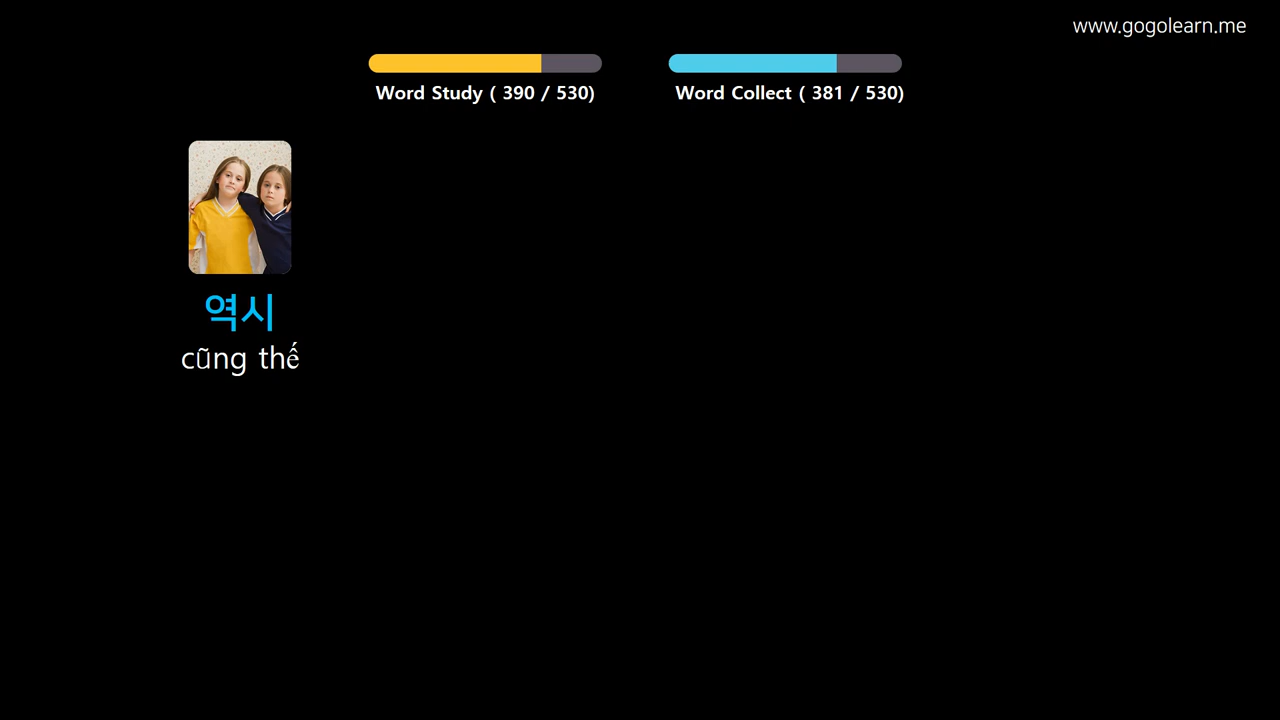 www.gogolearn.me
Word Study ( 390 / 530)
Word Collect ( 381 / 530)
역시
cũng thế